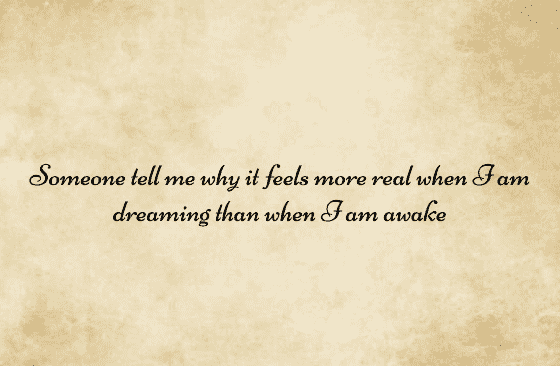 Someone tell me why it feels more real when I am
dreaming than when I am awake